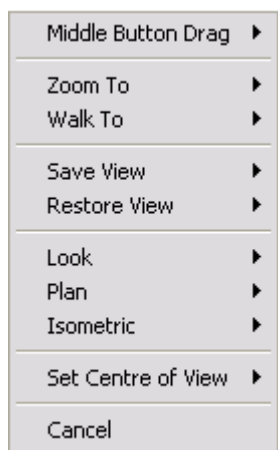 Middle Button Drag
Zoom To
Walk To
Save View
Restore View
Look
Plan
Isometric
Set Centre of View
Cancel